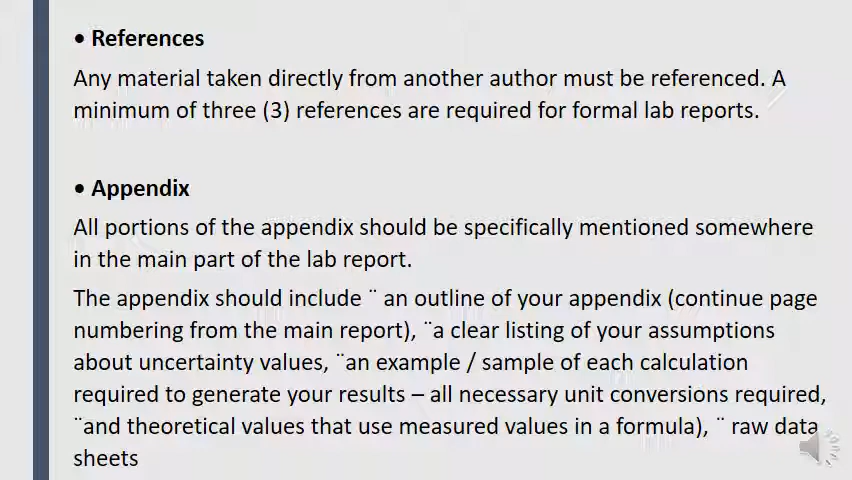 • References
Any material taken directly from another author must be referenced. A
minimum of three (3) references are required for formal lab reports.
• Appendix
All portions of the appendix should be specifically mentioned somewhere
in the main part of the lab report.
The appendix should include ¨ an outline of your appendix (continue page
numbering from the main report), ¨a clear listing of your assumptions
about uncertainty values, ¨an example / sample of each calculation
required to generate your results – all necessary unit conversions required,
¨and theoretical values that use measured values in a formula), ¨ raw data
sheets